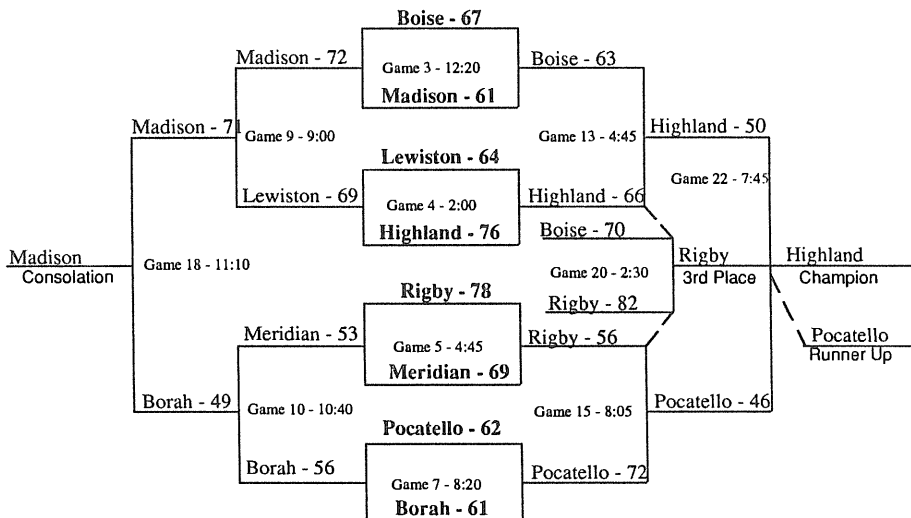 Boise - 67
Madison - 72
Game 3 - 12:20
Boise - 63
Madison - 61
Madison - 71
Game 9 - 9:00
Game 13 - 4:45
Highland - 50
Lewiston - 64
Game 22 - 7:45
Lewiston - 69
Game 4 - 2:00
Highland - 66
Highland - 76
Boise - 70
Madison
Consolation
Game 18 - 11:10
Game 20 - 2:30
Rigby
3rd Place
Highland
Champion
Rigby - 78
Rigby - 82
Meridian - 53
Game 5 - 4:45
Rigby - 56
Pocatello
Runner Up
Meridian - 69
Borah - 49
Game 10 - 10:40
Game 15 - 8:05
Pocatello - 46
Pocatello - 62
Borah - 56
Game 7 - 8:20
Pocatello - 72
Borah - 61